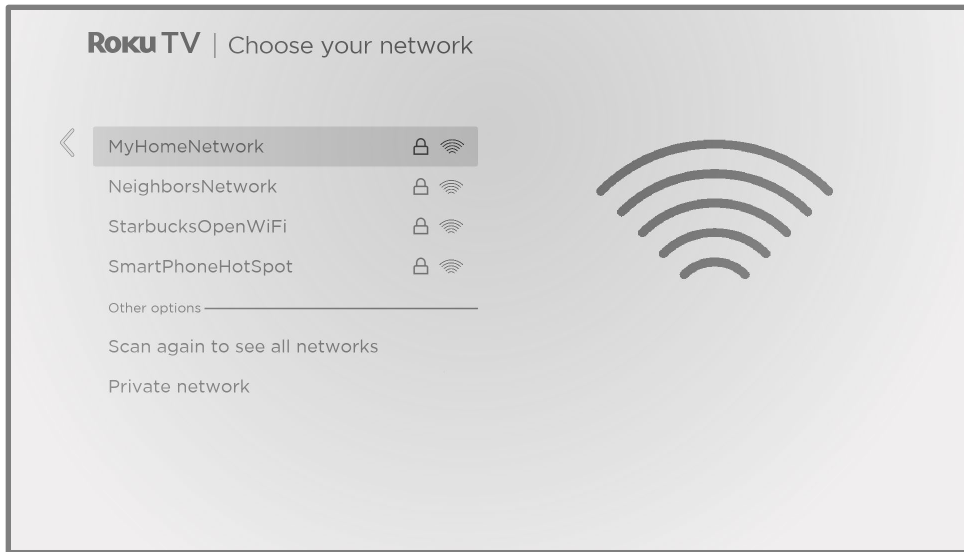 Roku TV | Choose your network
MyHomeNetwork
NeighborsNetwork
StarbucksOpenWiFi
SmartPhoneHotSpot
Other options
Scan again to see all networks
Private network